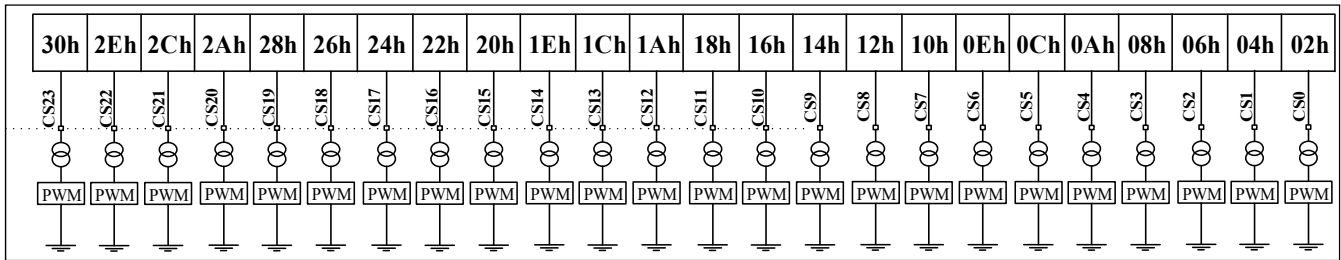 30h 2Eh 2Ch 2Ah 28h 26h 24h 22h 20h 1Eh 1Ch 1Ah 18h 16h 14h 12h 10h 0Eh 0Ch 0Ah 08h 06h 04h 02h
CS23 CS22 CS21 CS20 CS19 CS18 CS17 CS16 CS15 CS14 CS13 CS12 CS11 CS10 CS9 CS8 CS7 CS6 CS5 CS4 CS3 CS2 CS1 CS0
PWM PWM PWM PWM PWM PWM PWM PWM PWM PWM PWM PWM PWM PWM PWM PWM PWM PWM PWM PWM PWM PWM PWM PWM